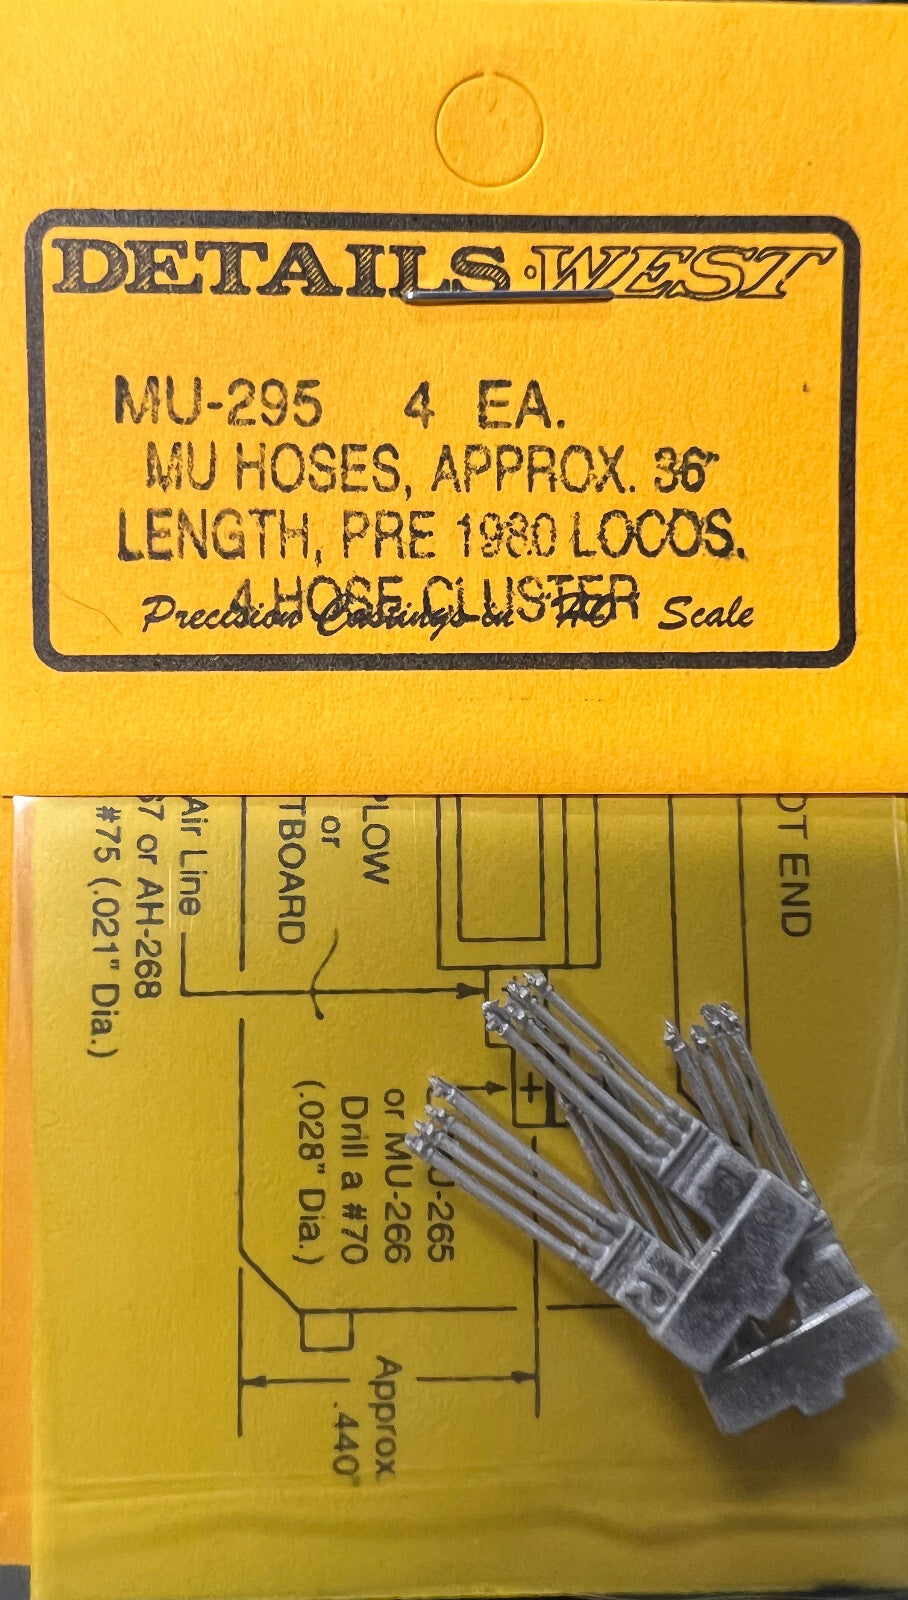 DETAILS·WEST
MU-295 4 EA.
MU HOSES, APPROX. 36"
LENGTH, PRE 1980 LOCOS.
4 HOSE CLUSTER
Precision Castings in "HO" Scale
OT END
PLOW
or
TBOARD
Air Line
67 or AH-268
#75 (.021" Dia.)
U-265
or MU-266
Drill a #70
(.028" Dia.)
Approx.
.440"